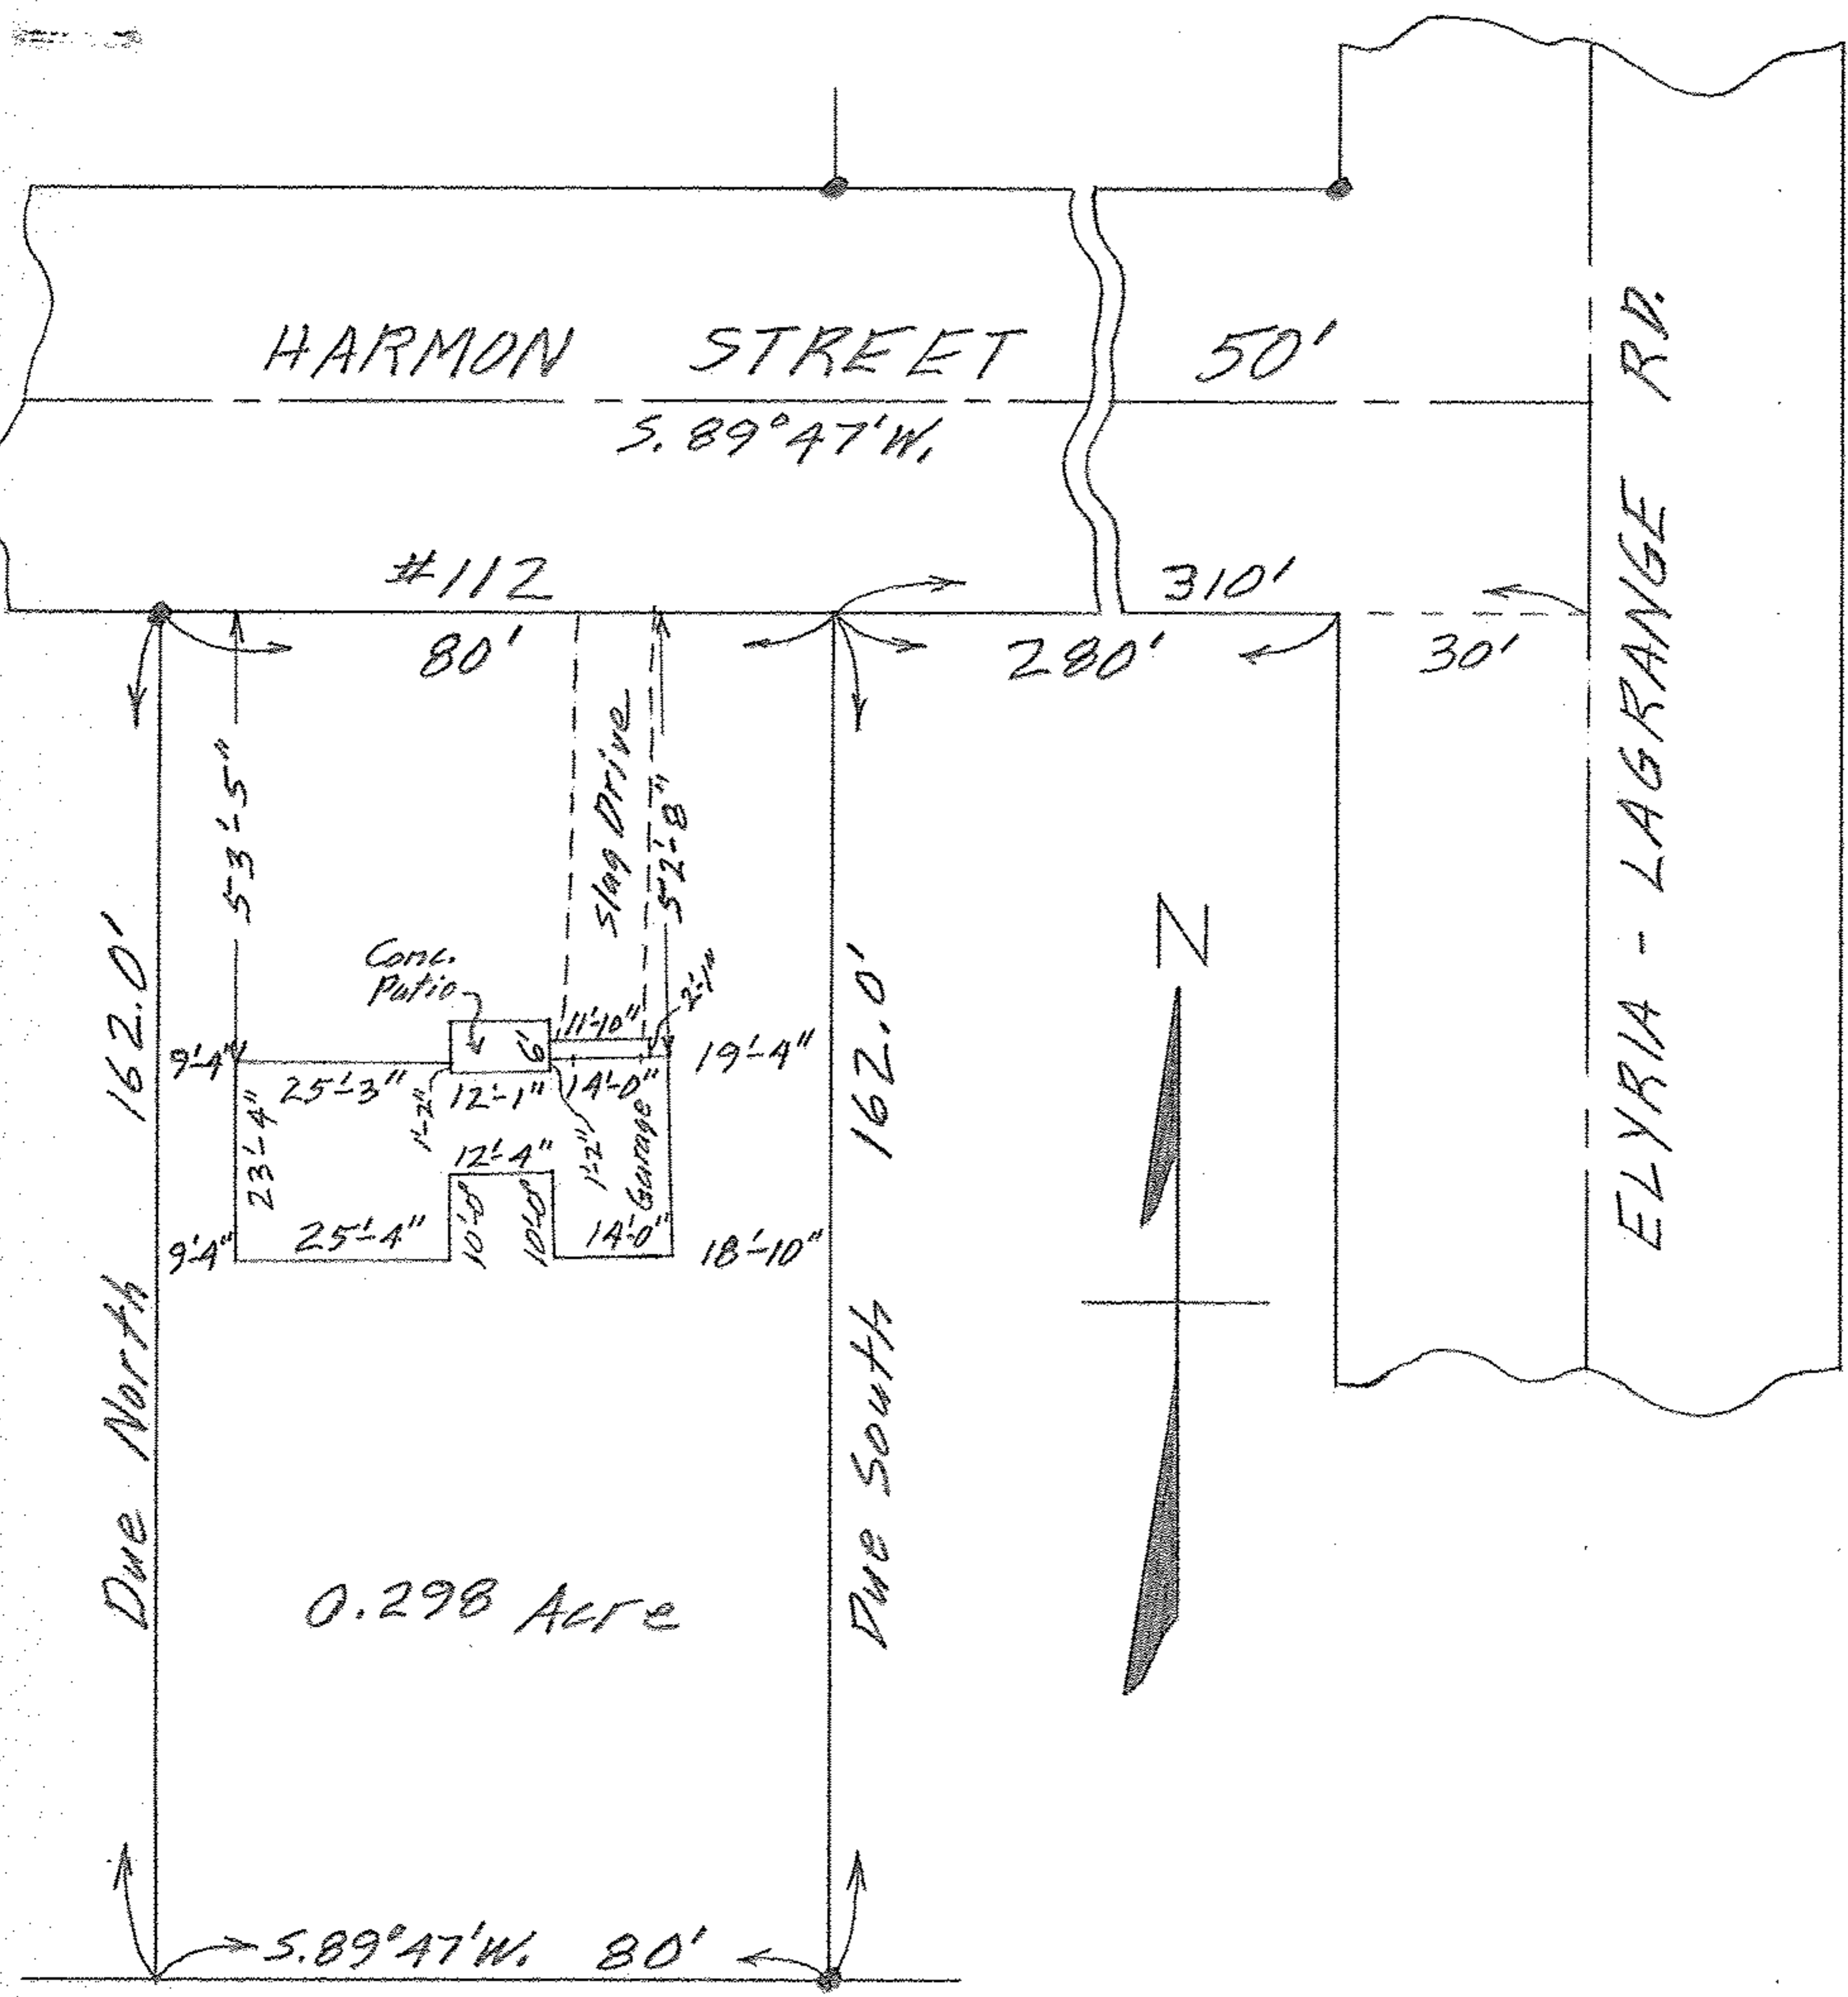 HARMON STREET 50'
S. 89°47'W.
ELYRIA - LAGRANGE RD.
#112
310'
80'
280'
30'
53'-5"
Slag Drive
52'-8"
162.0'
Due North
162.0'
Due South
N
Conc.
Patio
11'-10"
2'-1"
6'
9'-4"
19'-4"
25'-3"
12'-1"
14'-0"
1'-2"
1'-2"
23'-4"
12'-4"
Garage
10'-0"
10'-0"
9'-4"
25'-4"
14'-0"
18'-10"
0.298 Acre
S.89°47'W. 80'